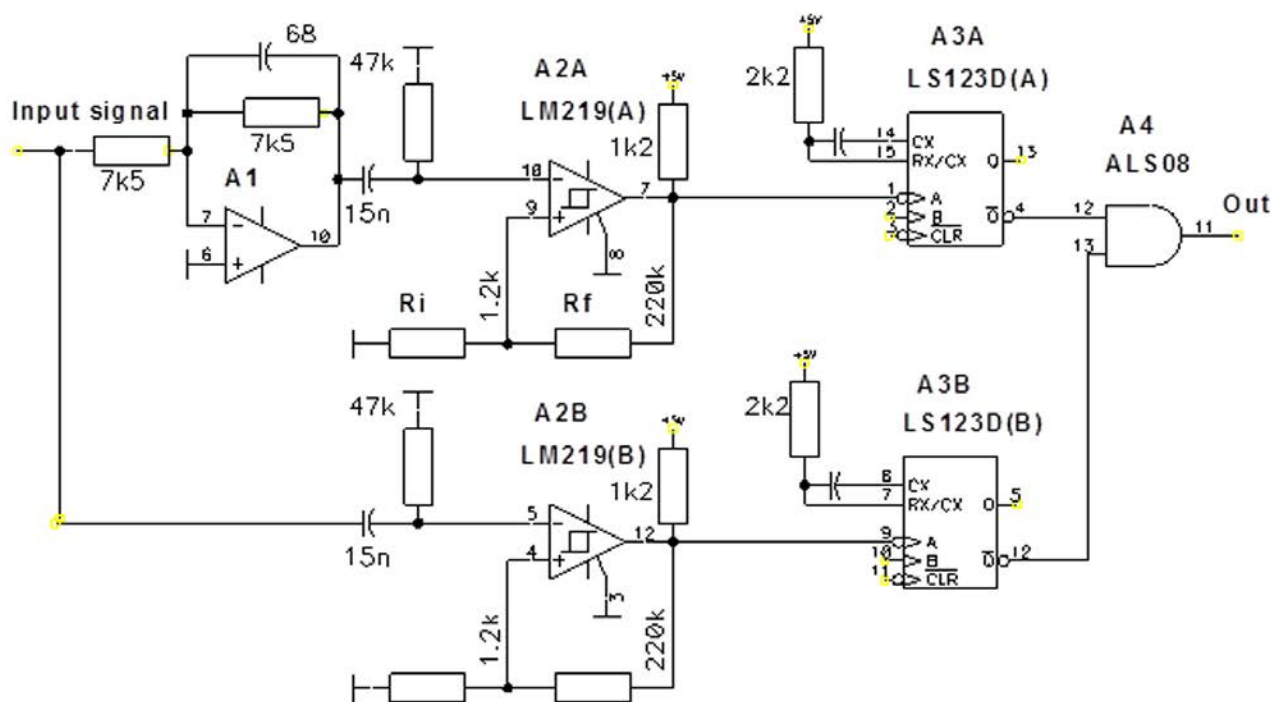 68
47k
+5V
A3A
LS123D(A)
2k2
A2A
LM219(A)
+5V
1k2
Input signal
7k5
7k5
A1
15n
7
6
10
10
9
7
8
14
15
CX
RX/CX
Q
13
1
2
3
A
B
CLR
Q
4
A4
ALS08
12
13
11
Out
Ri
1.2k
Rf
220k
+5V
A3B
LS123D(B)
2k2
47k
A2B
LM219(B)
+5V
1k2
15n
5
4
12
3
6
7
CX
RX/CX
Q
5
9
10
11
A
B
CLR
Q
12
1.2k
220k